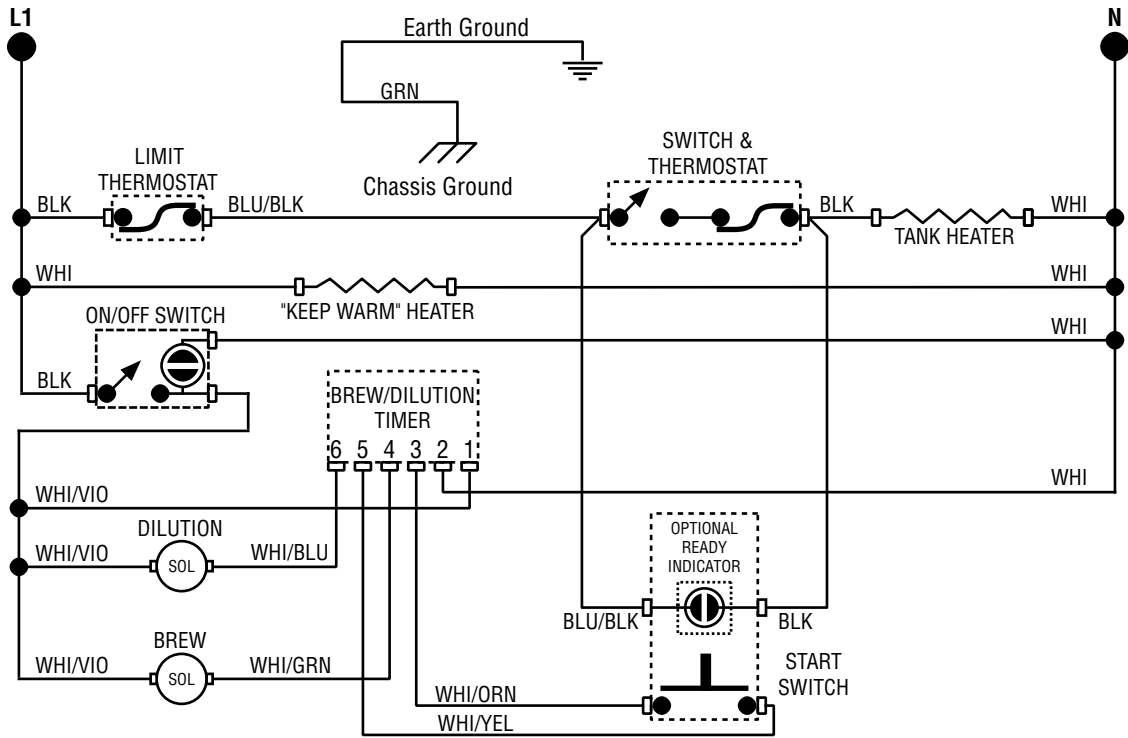 L1
N
Earth Ground
GRN
Chassis Ground
LIMIT
THERMOSTAT
SWITCH &
THERMOSTAT
BLK
BLU/BLK
BLK
WHI
TANK HEATER
WHI
WHI
"KEEP WARM" HEATER
ON/OFF SWITCH
WHI
BLK
BREW/DILUTION
TIMER
6 5 4 3 2 1
WHI
WHI/VIO
DILUTION
WHI/VIO
SOL
WHI/BLU
OPTIONAL
READY
INDICATOR
BLU/BLK
BLK
BREW
WHI/VIO
SOL
WHI/GRN
START
SWITCH
WHI/ORN
WHI/YEL